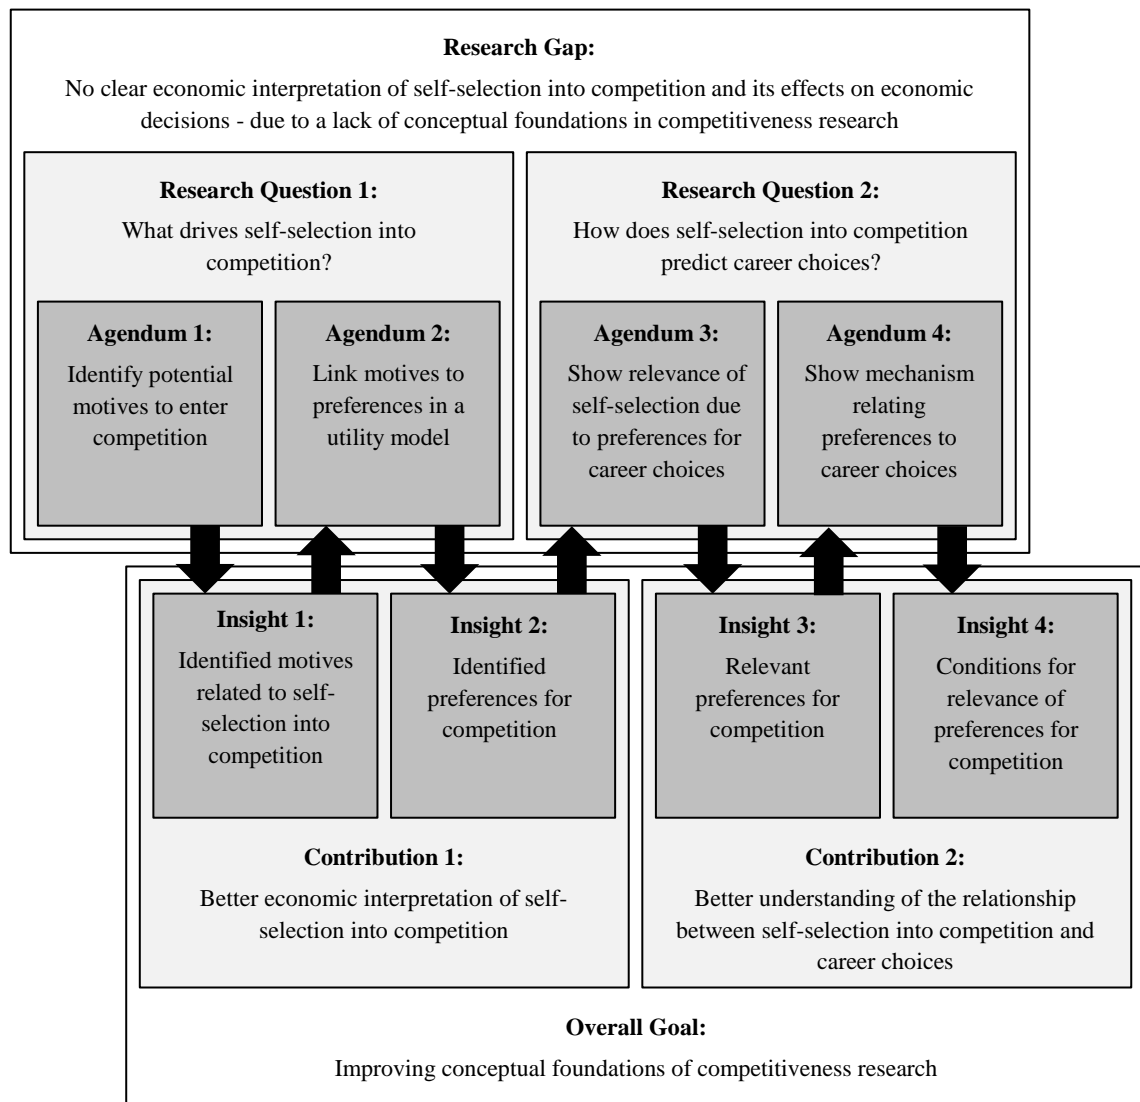 Research Gap:
No clear economic interpretation of self-selection into competition and its effects on economic
decisions - due to a lack of conceptual foundations in competitiveness research
Research Question 1:
What drives self-selection into
competition?
Agendum 1:
Identify potential
motives to enter
competition
Agendum 2:
Link motives to
preferences in a
utility model
Research Question 2:
How does self-selection into competition
predict career choices?
Agendum 3:
Show relevance of
self-selection due
to preferences for
career choices
Agendum 4:
Show mechanism
relating
preferences to
career choices
Insight 1:
Identified motives
related to self-
selection into
competition
Insight 2:
Identified
preferences for
competition
Contribution 1:
Better economic interpretation of self-
selection into competition
Insight 3:
Relevant
preferences for
competition
Insight 4:
Conditions for
relevance of
preferences for
competition
Contribution 2:
Better understanding of the relationship
between self-selection into competition and
career choices
Overall Goal:
Improving conceptual foundations of competitiveness research